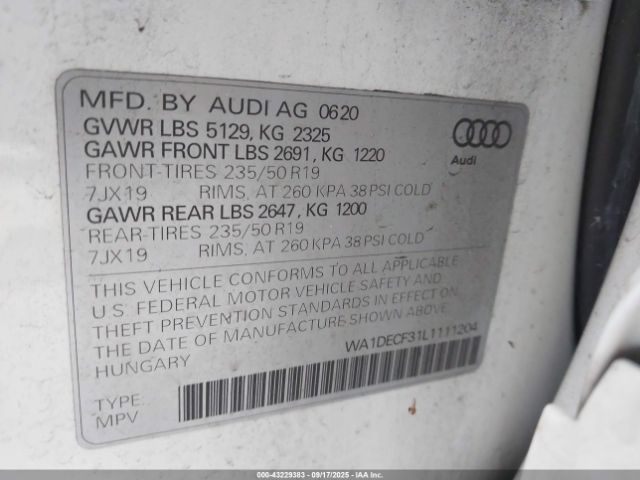 MFD. BY AUDI AG 0620
GVWR LBS 5129, KG 2325
GAWR FRONT LBS 2691, KG 1220
FRONT-TIRES 235/50 R19
7JX19 RIMS, AT 260 KPA 38 PSI COLD
GAWR REAR LBS 2647, KG 1200
REAR-TIRES 235/50 R19
7JX19 RIMS, AT 260 KPA 38 PSI COLD
Audi
THIS VEHICLE CONFORMS TO ALL APPLICABLE
U.S. FEDERAL MOTOR VEHICLE SAFETY AND
THEFT PREVENTION STANDARDS IN EFFECT ON
THE DATE OF MANUFACTURE SHOWN ABOVE.
HUNGARY
WA1DECF31L1111204
TYPE:
MPV
00-43229383 | 09/17/2025 | IAAI.COM